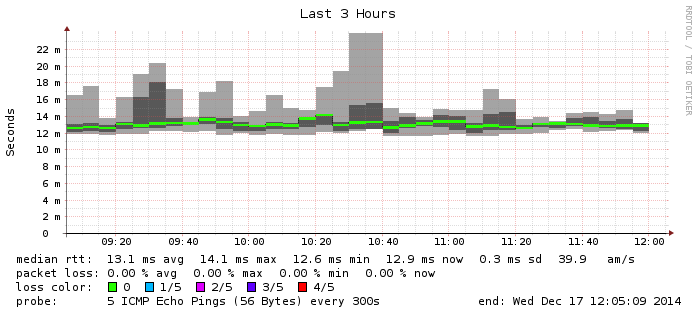 Last 3 Hours
RRDTOOL / TOBI OETIKER
Seconds
22 m
20 m
18 m
16 m
14 m
12 m
10 m
8 m
6 m
4 m
2 m
0
09:20 09:40 10:00 10:20 10:40 11:00 11:20 11:40 12:00
median rtt: 13.1 ms avg 14.1 ms max 12.6 ms min 12.9 ms now 0.3 ms sd 39.9 am/s
packet loss: 0.00 % avg 0.00 % max 0.00 % min 0.00 % now
loss color: 0 1/5 2/5 3/5 4/5
probe: 5 ICMP Echo Pings (56 Bytes) every 300s end: Wed Dec 17 12:05:09 2014